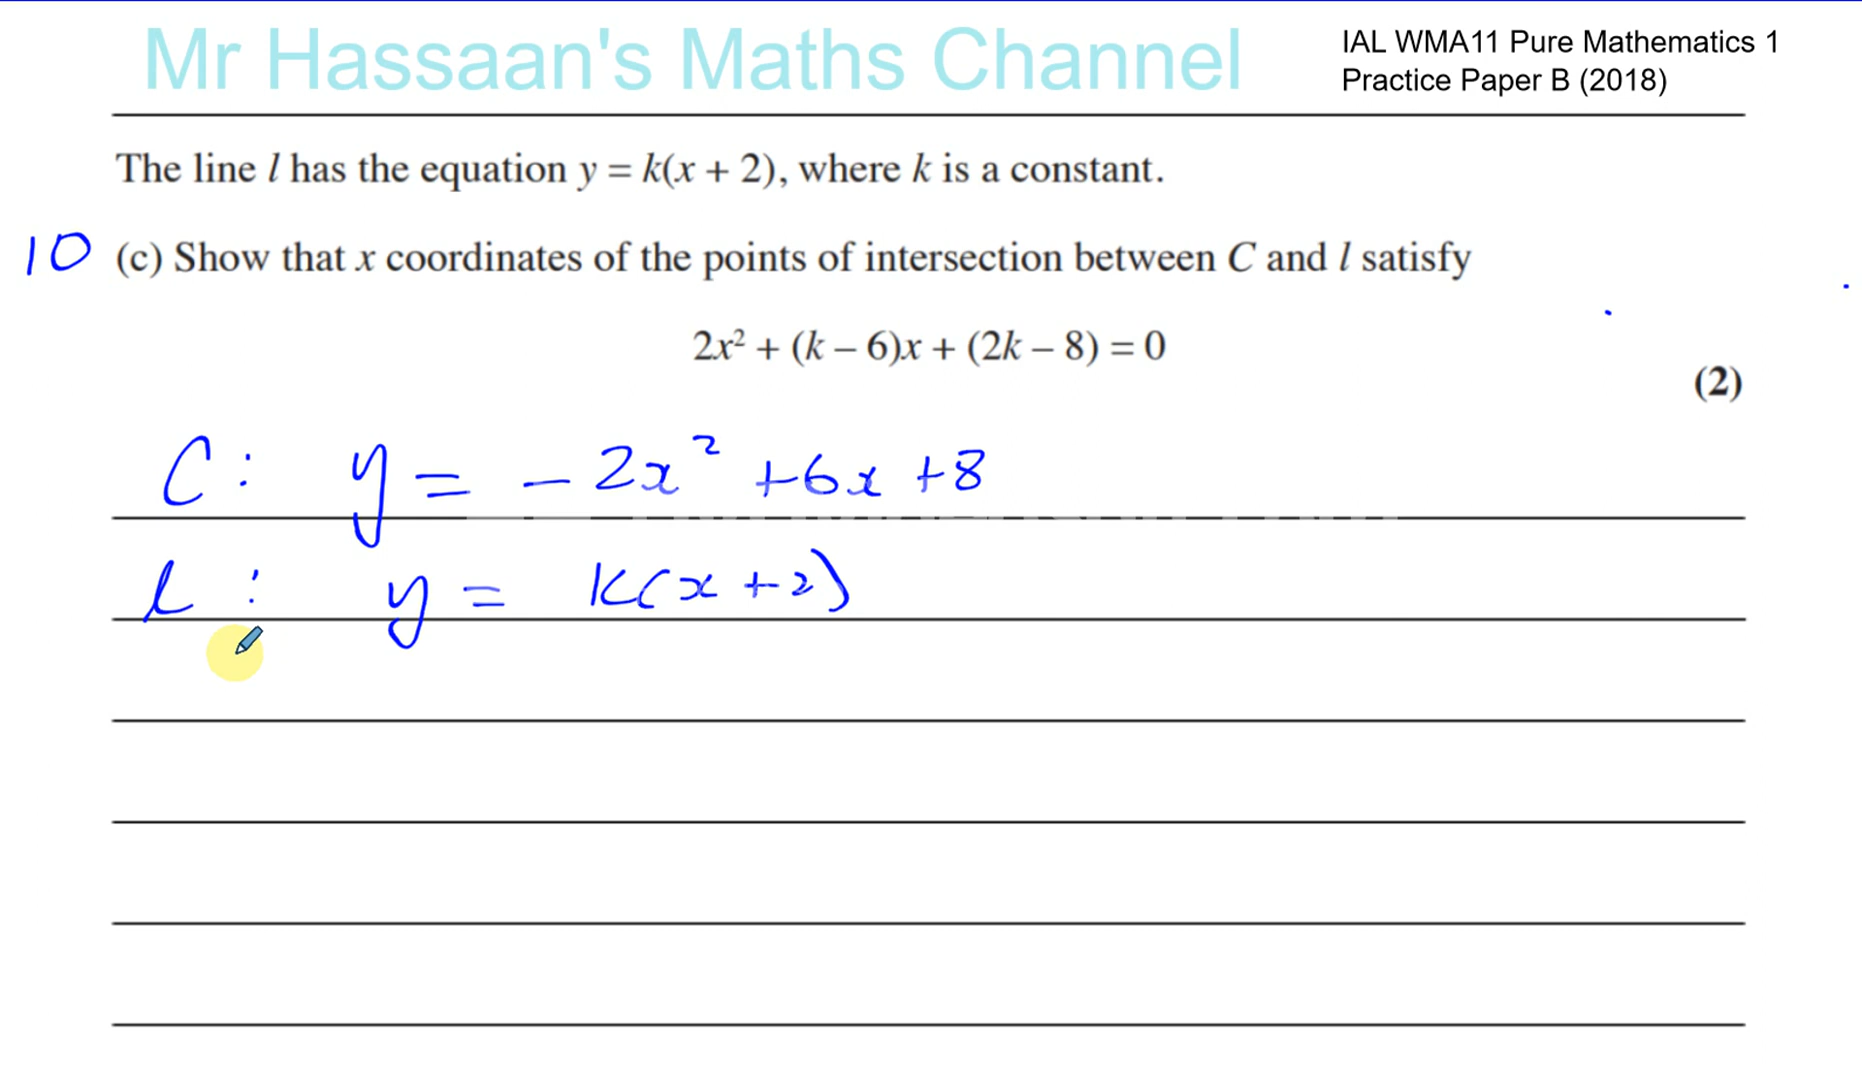 Mr Hassaan's Maths Channel
IAL WMA11 Pure Mathematics 1
Practice Paper B (2018)
The line l has the equation y = k(x + 2), where k is a constant.
10 (c) Show that x coordinates of the points of intersection between C and l satisfy
2x² + (k – 6)x + (2k – 8) = 0
(2)
C: y = - 2x² +6x +8
l: y = k(x +2)